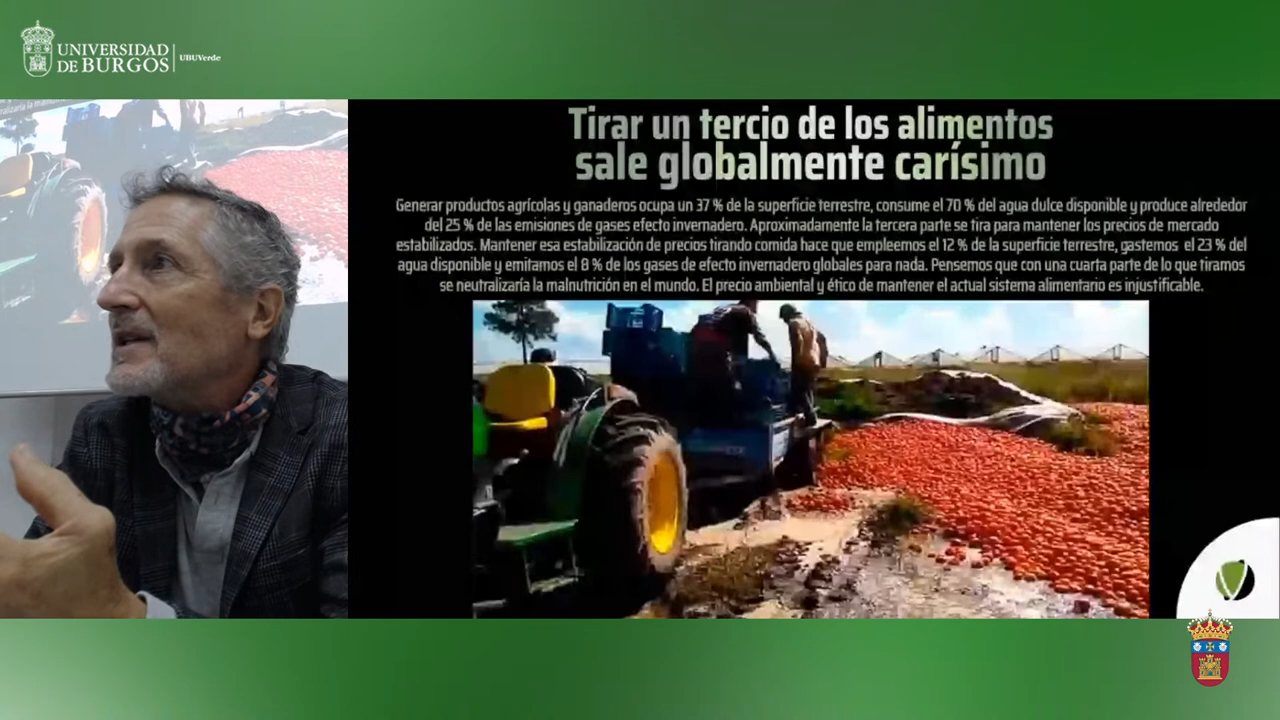 UNIVERSIDAD
DE BURGOS
UBUVerde
Tirar un tercio de los alimentos
sale globalmente carísimo
Generar productos agrícolas y ganaderos ocupa un 37 % de la superficie terrestre, consume el 70 % del agua dulce disponible y produce alrededor
del 25 % de las emisiones de gases efecto invernadero. Aproximadamente la tercera parte se tira para mantener los precios de mercado
estabilizados. Mantener esa estabilización de precios tirando comida hace que empleemos el 12 % de la superficie terrestre, gastemos el 23 % del
agua disponible y emitamos el 8 % de los gases de efecto invernadero globales para nada. Pensemos que con una cuarta parte de lo que tiramos
se neutralizaría la malnutrición en el mundo. El precio ambiental y ético de mantener el actual sistema alimentario es injustificable.